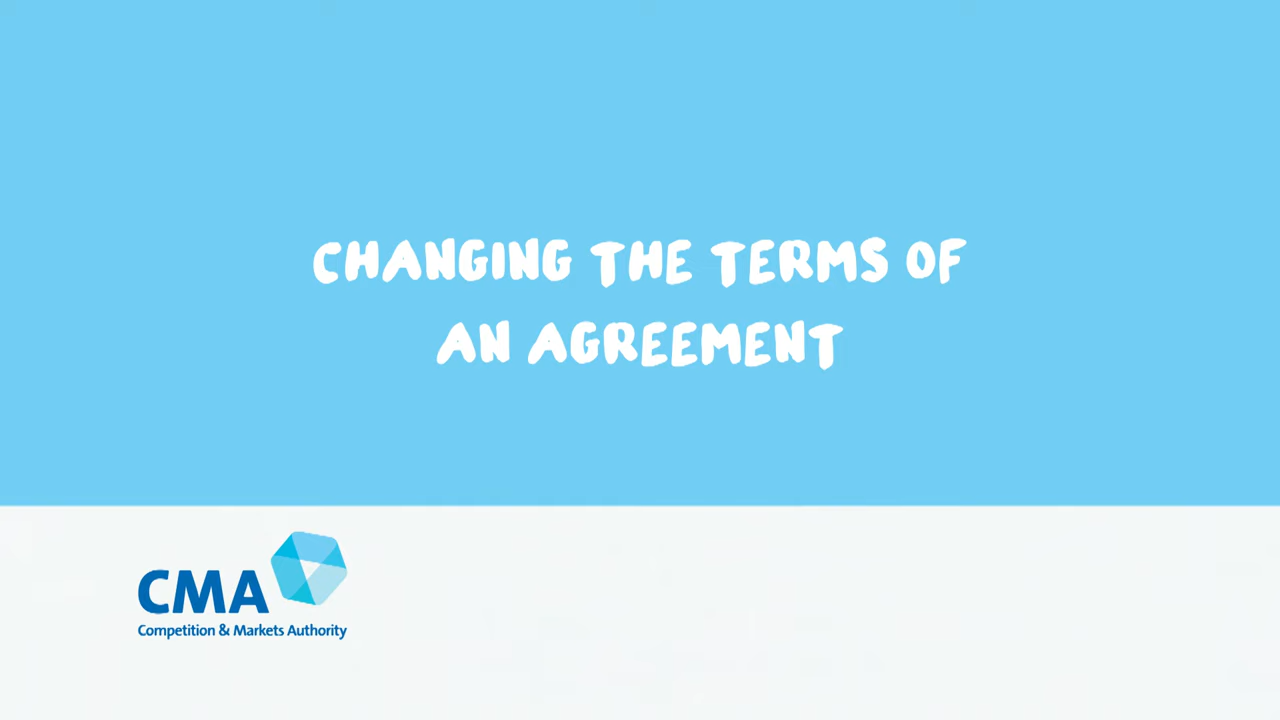 CHANGING THE TERMS OF
AN AGREEMENT
CMA
Competition & Markets Authority